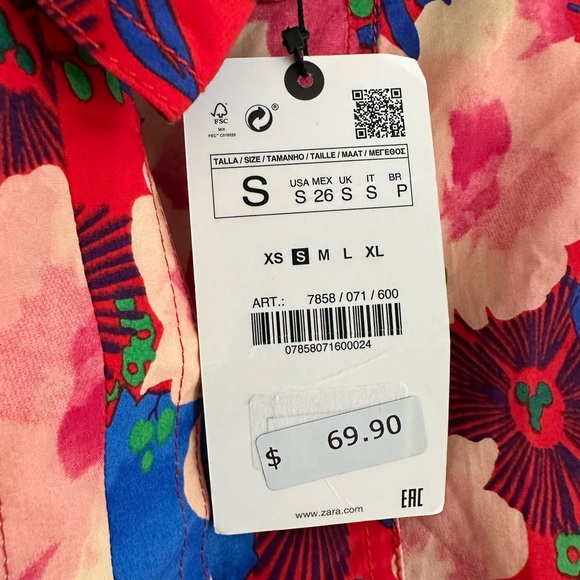 FSC
MIX
TALLA / SIZE / TAMANHO / TAILLE / MAAT / ΜΕΓΕΘΟΣ
S
USA MEX UK IT BR
S 26 S S P
XS S M L XL
ART.: 7858 / 071 / 600
07858071600024
$ 69.90
www.zara.com
EAC